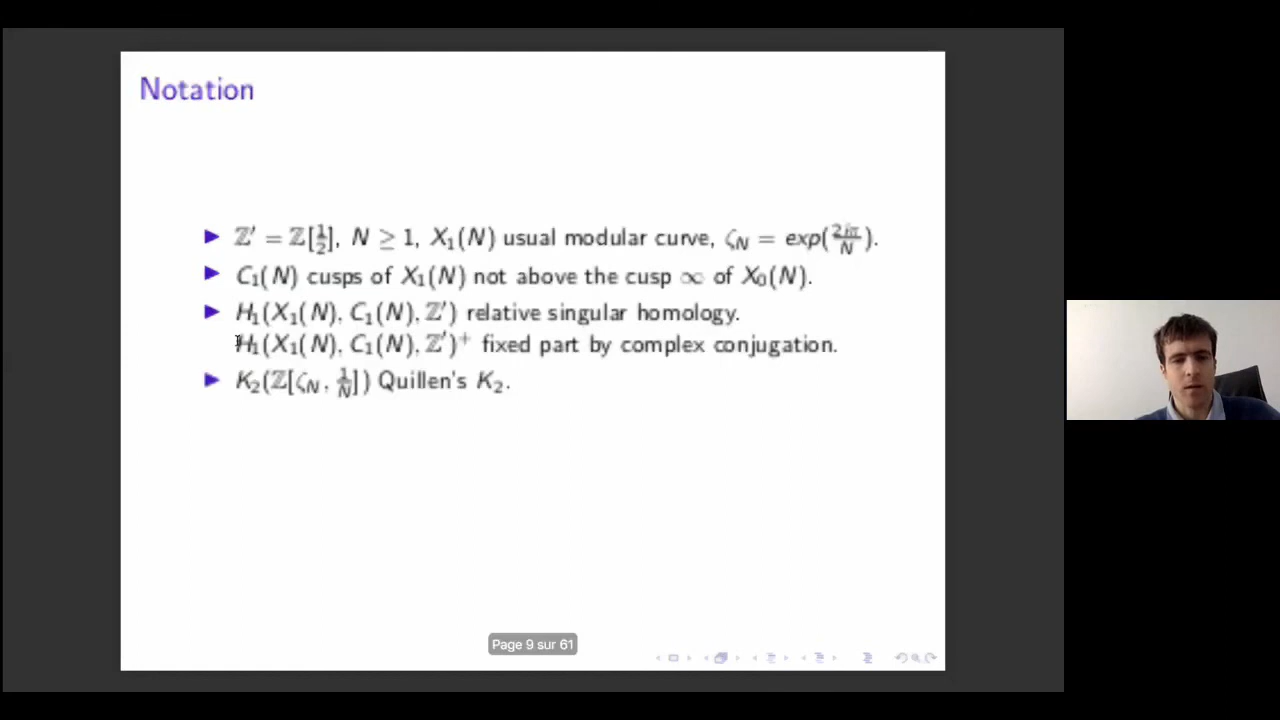 Notation
▶ ℤ′ = ℤ[1/2], N ≥ 1, X₁(N) usual modular curve, ζ_N = exp(2iπ/N).
▶ C₁(N) cusps of X₁(N) not above the cusp ∞ of X₀(N).
▶ H₁(X₁(N), C₁(N), ℤ′) relative singular homology.
H₁(X₁(N), C₁(N), ℤ′)⁺ fixed part by complex conjugation.
▶ K₂(ℤ[ζ_N, 1/N]) Quillen's K₂.
Page 9 sur 61